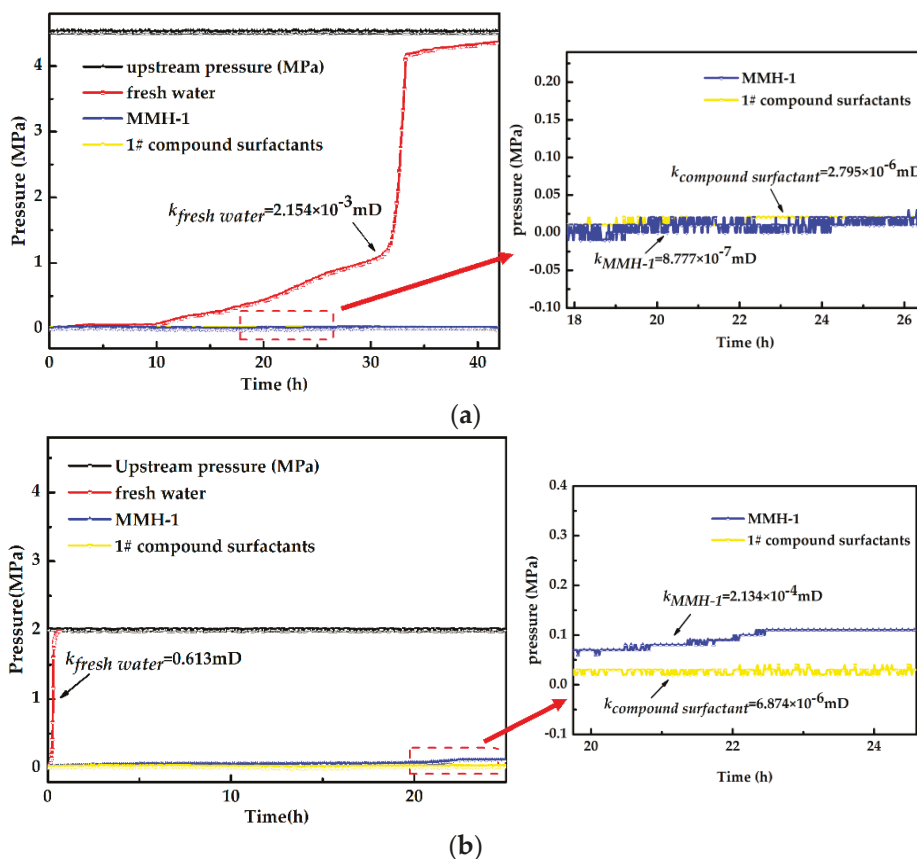 4
3
2
1
0
Pressure (MPa)
upstream pressure (MPa)
fresh water
MMH-1
1# compound surfactants
k fresh water=2.154×10⁻³mD
0 10 20 30 40
Time (h)
0.20
0.15
0.10
0.05
0.00
-0.05
-0.10
pressure (MPa)
MMH-1
1# compound surfactants
k compound surfactant=2.795×10⁻⁶mD
k MMH-1=8.777×10⁻⁷mD
18 20 22 24 26
Time (h)
(a)
4
3
2
1
0
Pressure(MPa)
Upstream pressure (MPa)
fresh water
MMH-1
1# compound surfactants
k fresh water=0.613mD
0 10 20
Time(h)
0.4
0.3
0.2
0.1
0.0
-0.1
pressure (MPa)
MMH-1
1# compound surfactants
k MMH-1=2.134×10⁻⁴mD
k compound surfactant=6.874×10⁻⁶mD
20 22 24
Time (h)
(b)